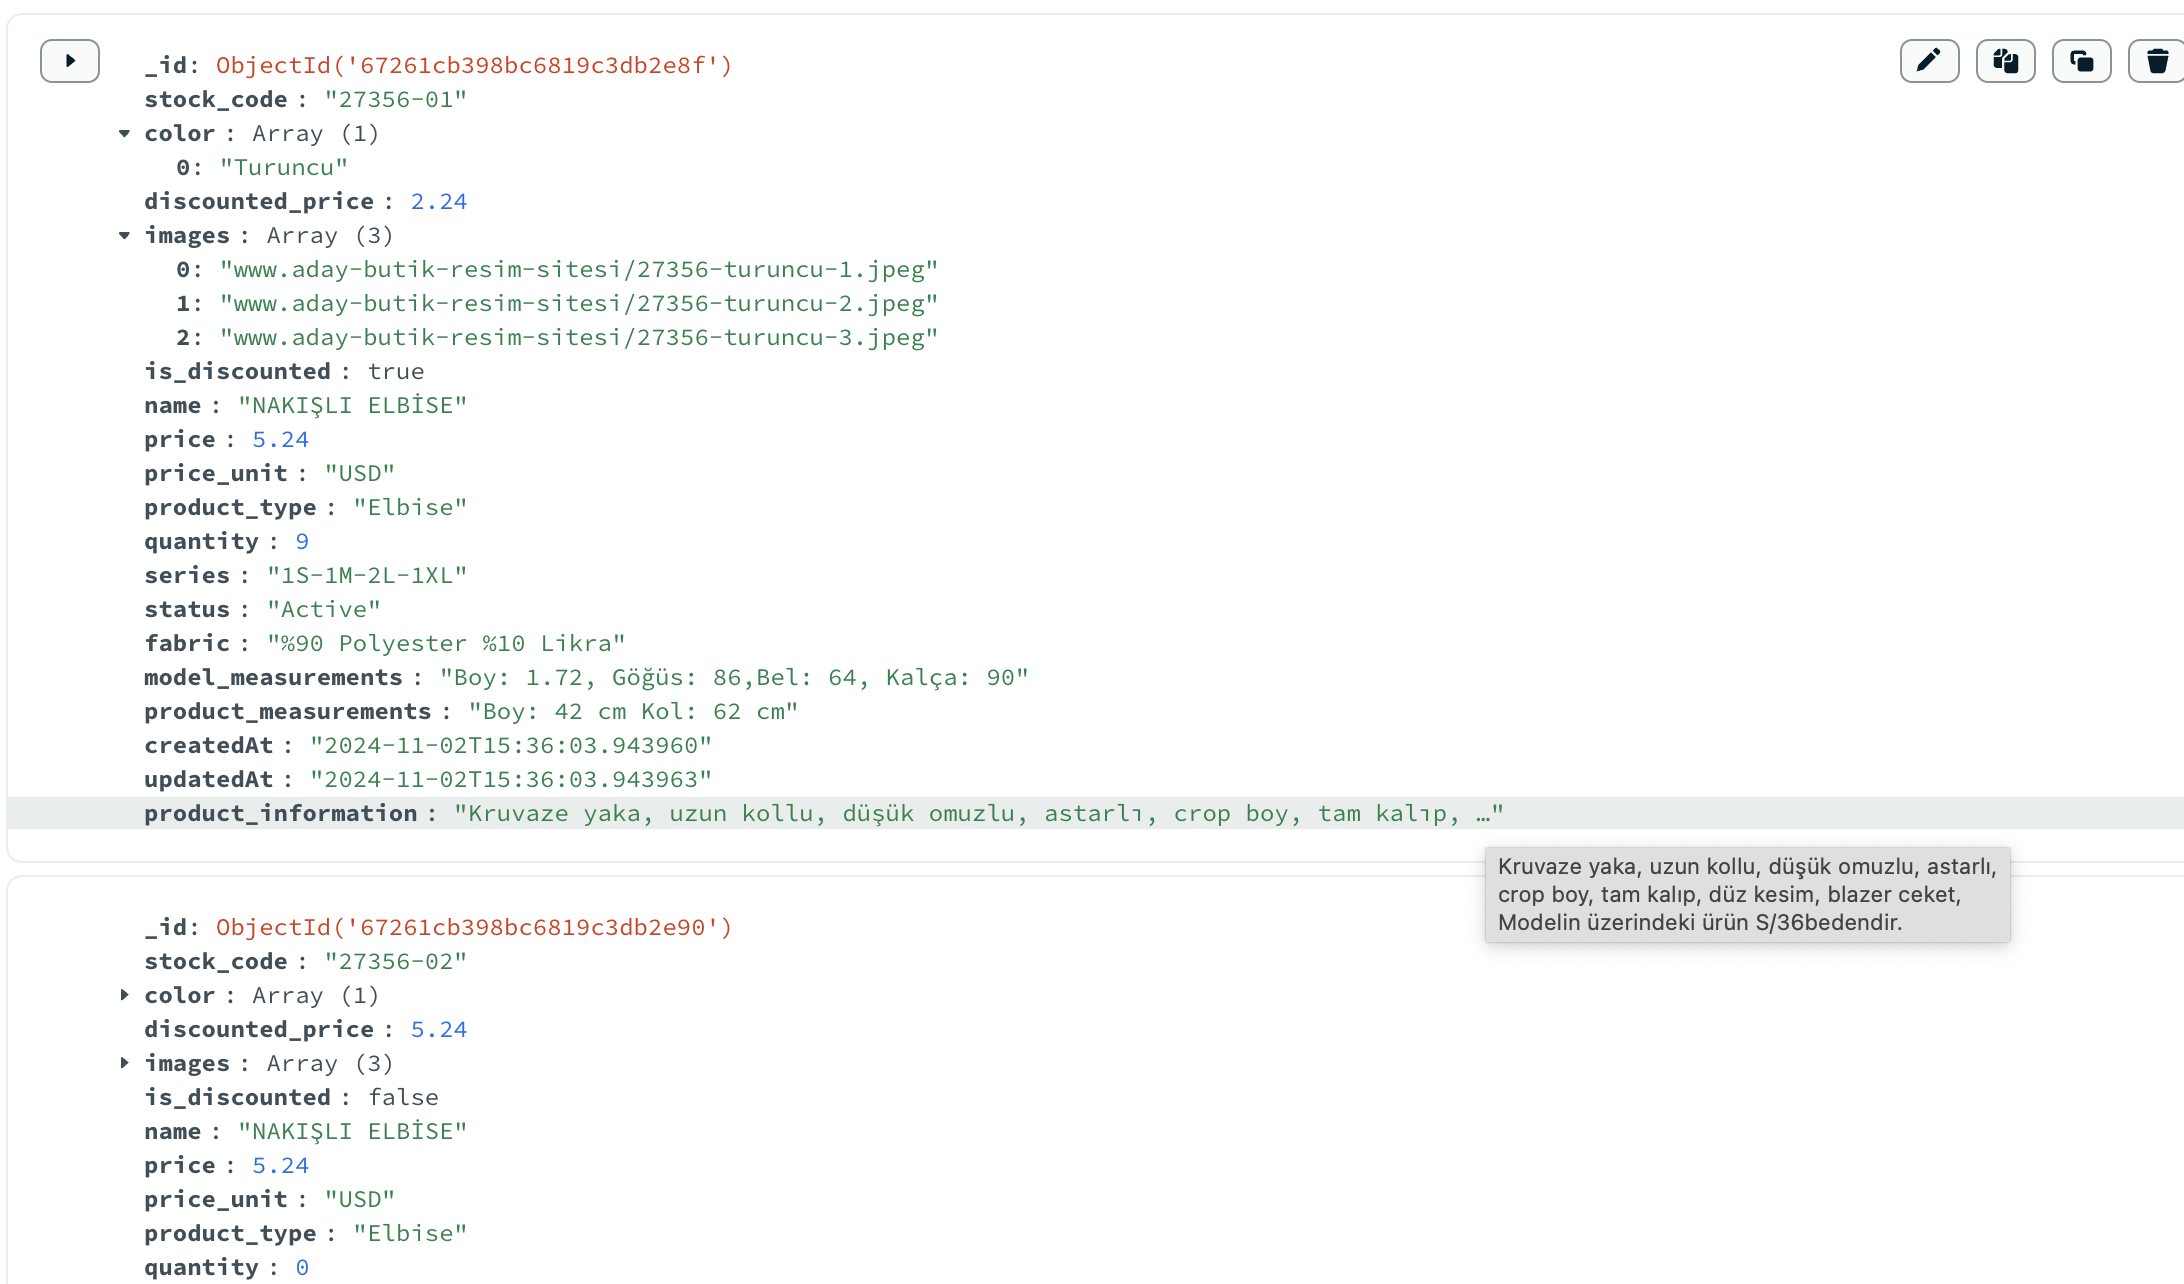 _id: ObjectId('67261cb398bc6819c3db2e8f')
stock_code : "27356-01"
color : Array (1)
0: "Turuncu"
discounted_price : 2.24
images : Array (3)
0: "www.aday-butik-resim-sitesi/27356-turuncu-1.jpeg"
1: "www.aday-butik-resim-sitesi/27356-turuncu-2.jpeg"
2: "www.aday-butik-resim-sitesi/27356-turuncu-3.jpeg"
is_discounted : true
name : "NAKIŞLI ELBİSE"
price : 5.24
price_unit : "USD"
product_type : "Elbise"
quantity : 9
series : "1S-1M-2L-1XL"
status : "Active"
fabric : "%90 Polyester %10 Likra"
model_measurements : "Boy: 1.72, Göğüs: 86,Bel: 64, Kalça: 90"
product_measurements : "Boy: 42 cm Kol: 62 cm"
createdAt : "2024-11-02T15:36:03.943960"
updatedAt : "2024-11-02T15:36:03.943963"
product_information : "Kruvaze yaka, uzun kollu, düşük omuzlu, astarlı, crop boy, tam kalıp, …"
Kruvaze yaka, uzun kollu, düşük omuzlu, astarlı,
crop boy, tam kalıp, düz kesim, blazer ceket,
Modelin üzerindeki ürün S/36bedendir.
_id: ObjectId('67261cb398bc6819c3db2e90')
stock_code : "27356-02"
color : Array (1)
discounted_price : 5.24
images : Array (3)
is_discounted : false
name : "NAKIŞLI ELBİSE"
price : 5.24
price_unit : "USD"
product_type : "Elbise"
quantity : 0